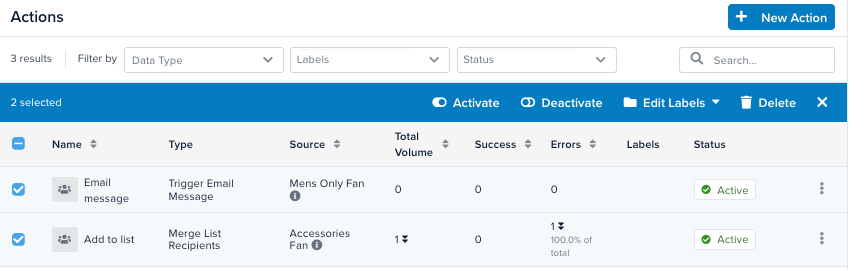 Actions
New Action
3 results
Filter by
Data Type
Labels
Status
Search...
2 selected
Activate
Deactivate
Edit Labels
Delete
Name
Type
Source
Total
Volume
Success
Errors
Labels
Status
Email
message
Trigger Email
Message
Mens Only Fan
0
0
0
Active
Add to list
Merge List
Recipients
Accessories
Fan
1
0
1
100.0% of
total
Active